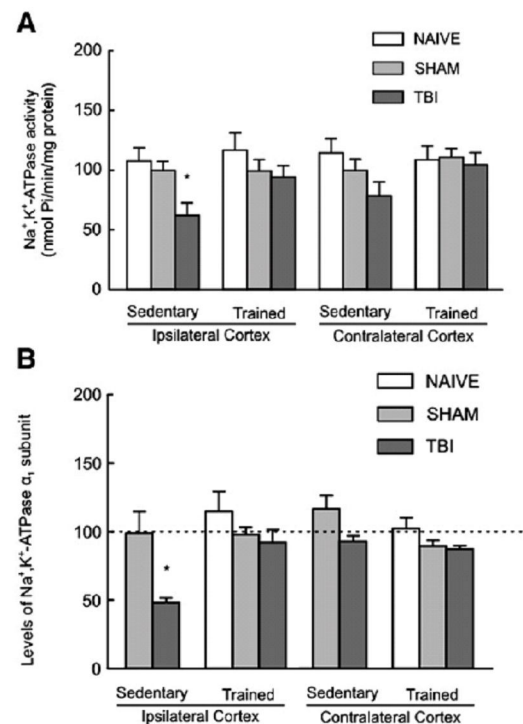 A
NAIVE
SHAM
TBI
Na⁺,K⁺-ATPase activity
(nmol Pi/min/mg protein)
200
150
100
50
0
*
Sedentary Trained Sedentary Trained
Ipsilateral Cortex Contralateral Cortex
B
NAIVE
SHAM
TBI
Levels of Na⁺,K⁺-ATPase α₁ subunit
200
150
100
50
0
*
Sedentary Trained Sedentary Trained
Ipsilateral Cortex Contralateral Cortex